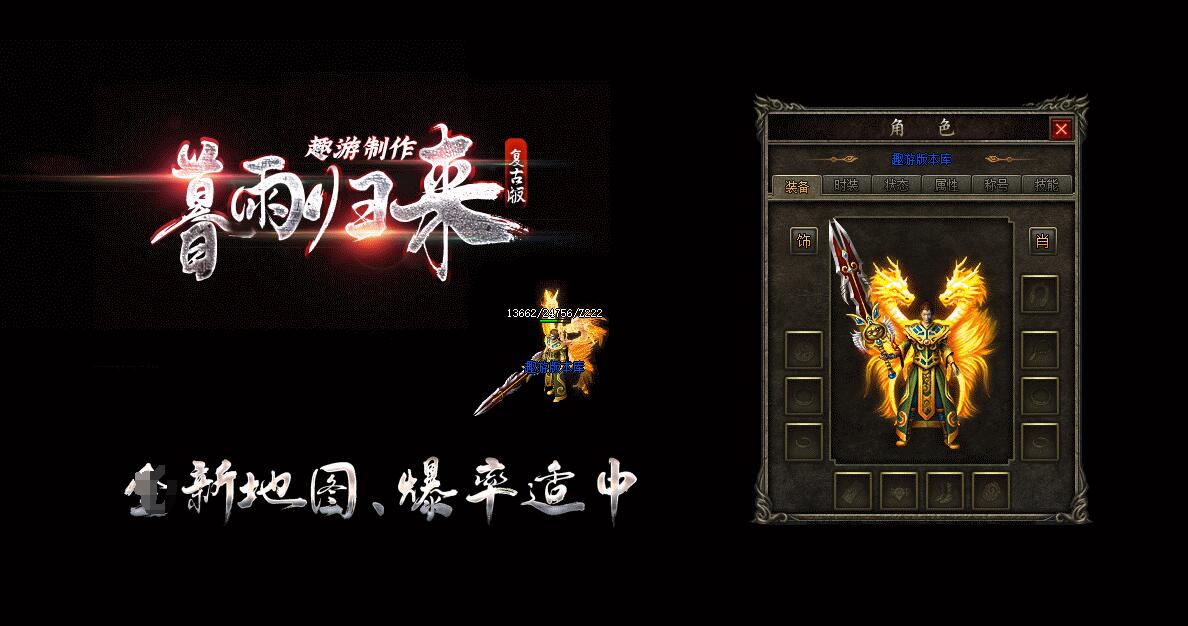 趣游制作
暮雨归来
复古版
13662/24756/7222
趣游版本库
全新地图、爆率适中
角 色
趣游版本库
装备 时装 状态 属性 称号 技能
饰 肖